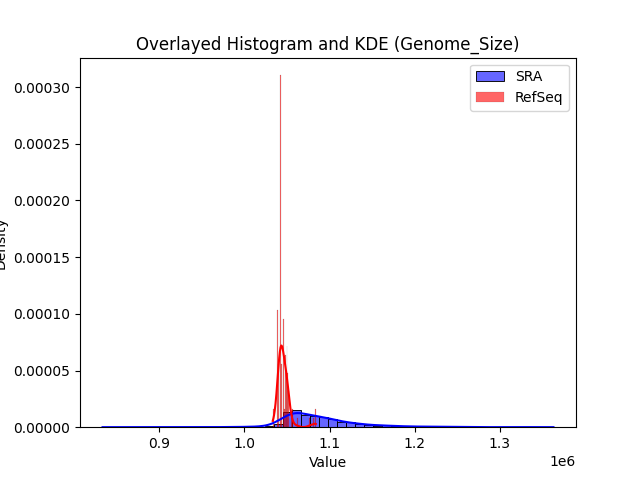 Overlayed Histogram and KDE (Genome_Size)
SRA
RefSeq
0.00030
0.00025
0.00020
0.00015
0.00010
0.00005
0.00000
Density
0.9
1.0
1.1
1.2
1.3
1e6
Value